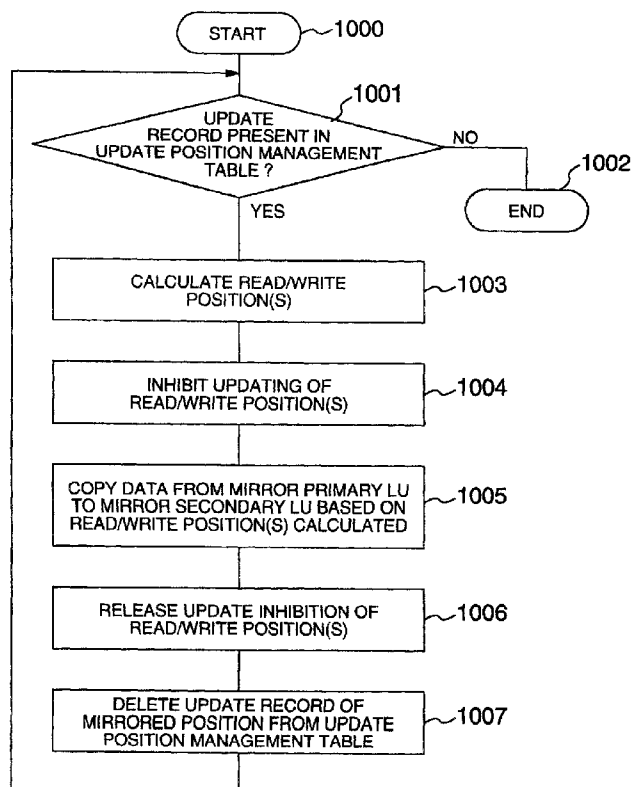 START
1000
UPDATE
RECORD PRESENT IN
UPDATE POSITION MANAGEMENT
TABLE ?
1001
NO
1002
END
YES
CALCULATE READ/WRITE
POSITION(S)
1003
INHIBIT UPDATING OF
READ/WRITE POSITION(S)
1004
COPY DATA FROM MIRROR PRIMARY LU
TO MIRROR SECONDARY LU BASED ON
READ/WRITE POSITION(S) CALCULATED
1005
RELEASE UPDATE INHIBITION OF
READ/WRITE POSITION(S)
1006
DELETE UPDATE RECORD OF
MIRRORED POSITION FROM UPDATE
POSITION MANAGEMENT TABLE
1007